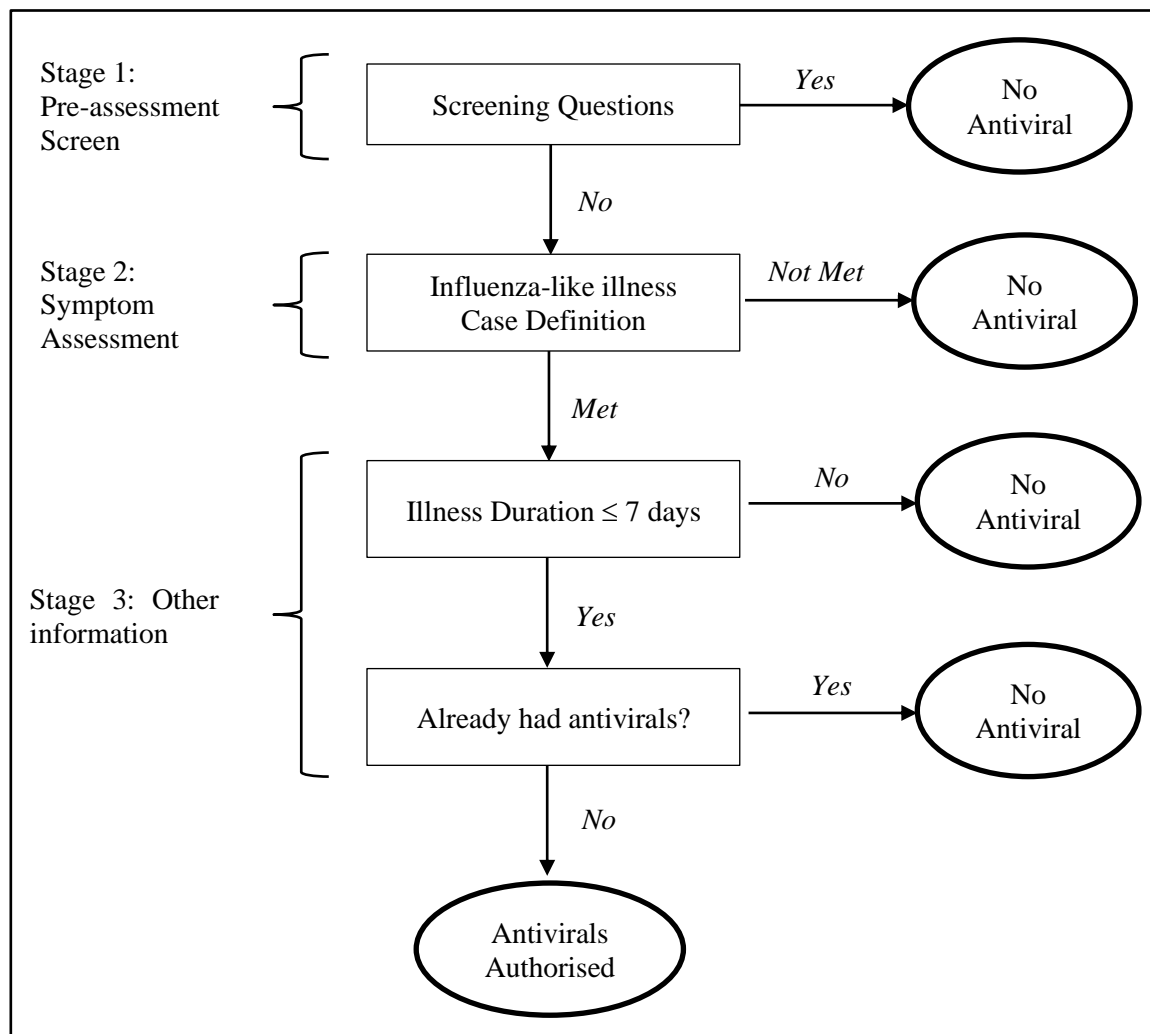 Stage 1:
Pre-assessment
Screen
Screening Questions
Yes
No
Antiviral
No
Stage 2:
Symptom
Assessment
Influenza-like illness
Case Definition
Not Met
No
Antiviral
Met
Stage 3: Other
information
Illness Duration ≤ 7 days
No
No
Antiviral
Yes
Already had antivirals?
Yes
No
Antiviral
No
Antivirals
Authorised